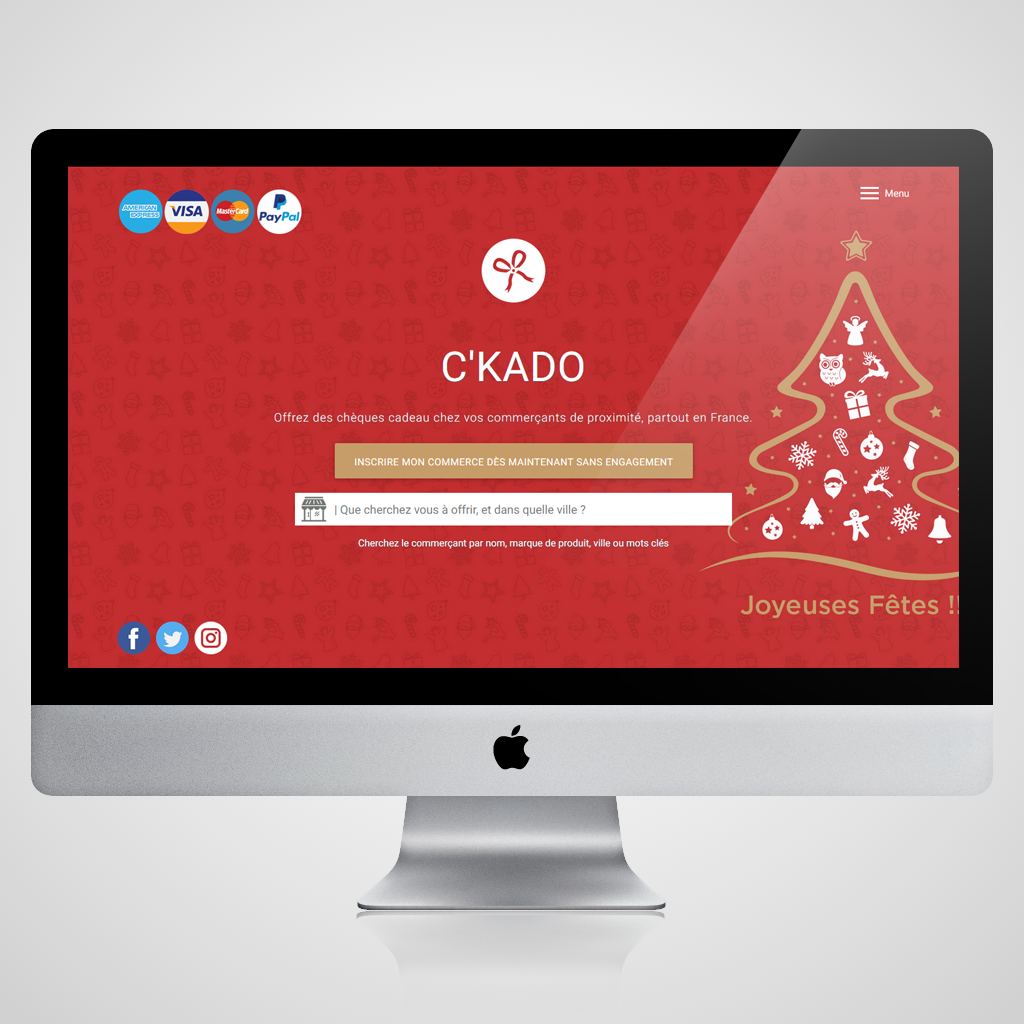 AMERICAN
EXPRESS
VISA
MasterCard
PayPal
Menu
C'KADO
Offrez des chèques cadeau chez vos commerçants de proximité, partout en France.
INSCRIRE MON COMMERCE DÈS MAINTENANT SANS ENGAGEMENT
| Que cherchez vous à offrir, et dans quelle ville ?
Cherchez le commerçant par nom, marque de produit, ville ou mots clés
Joyeuses Fêtes !!
f